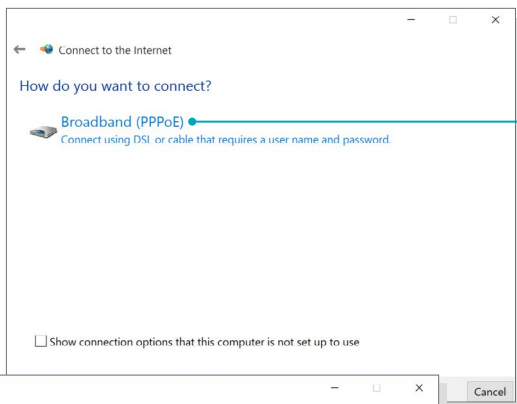 Connect to the Internet
How do you want to connect?
Broadband (PPPoE)
Connect using DSL or cable that requires a user name and password.
Show connection options that this computer is not set up to use
Cancel